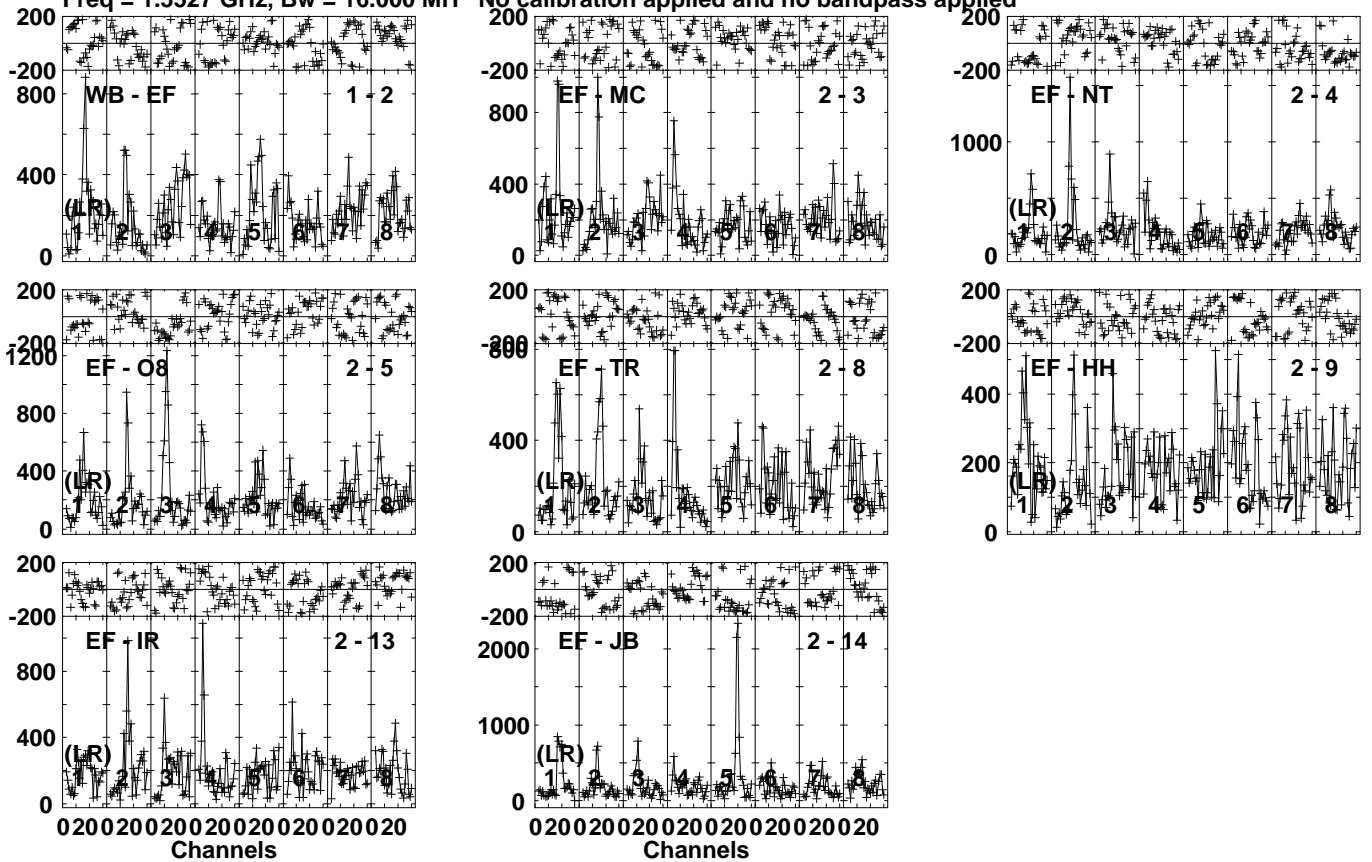 Freq = 1.5527 GHz, Bw = 16.000 MH No calibration applied and no bandpass applied
200 200 200
-200 -200 -200
WB - EF 1 - 2 EF - MC 2 - 3 EF - NT 2 - 4
800 800 1000
400 400
(LR) (LR) (LR)
1 2 3 4 5 6 7 8 1 2 3 4 5 6 7 8 1 2 3 4 5 6 7 8
0 0 0
200 200 200
-200 -200 -200
1200 800
EF - O8 2 - 5 EF - TR 2 - 8 EF - HH 2 - 9
800 400 400
400 200
(LR) (LR) (LR)
1 2 3 4 5 6 7 8 1 2 3 4 5 6 7 8 1 2 3 4 5 6 7 8
0 0 0
200 200
-200 -200
EF - IR 2 - 13 EF - JB 2 - 14
800 2000
400 1000
(LR) (LR)
1 2 3 4 5 6 7 8 1 2 3 4 5 6 7 8
0 0
0 20 0 20 0 20 0 20 0 20 0 20 0 20 0 20 0 20 0 20 0 20 0 20 0 20 0 20 0 20 0 20
Channels Channels